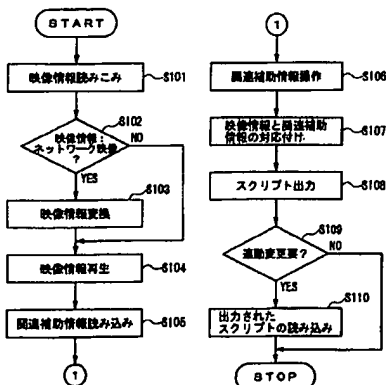 START
映像情報読みこみ
S101
S102
映像情報:
ネットワーク映像
?
NO
YES
S103
映像情報変換
映像情報再生
S104
関連補助情報読み込み
S105
1
1
関連補助情報操作
S106
映像情報と関連補助
情報の対応付け
S107
スクリプト出力
S108
S109
連動変更要?
NO
YES
S110
出力された
スクリプトの読み込み
STOP